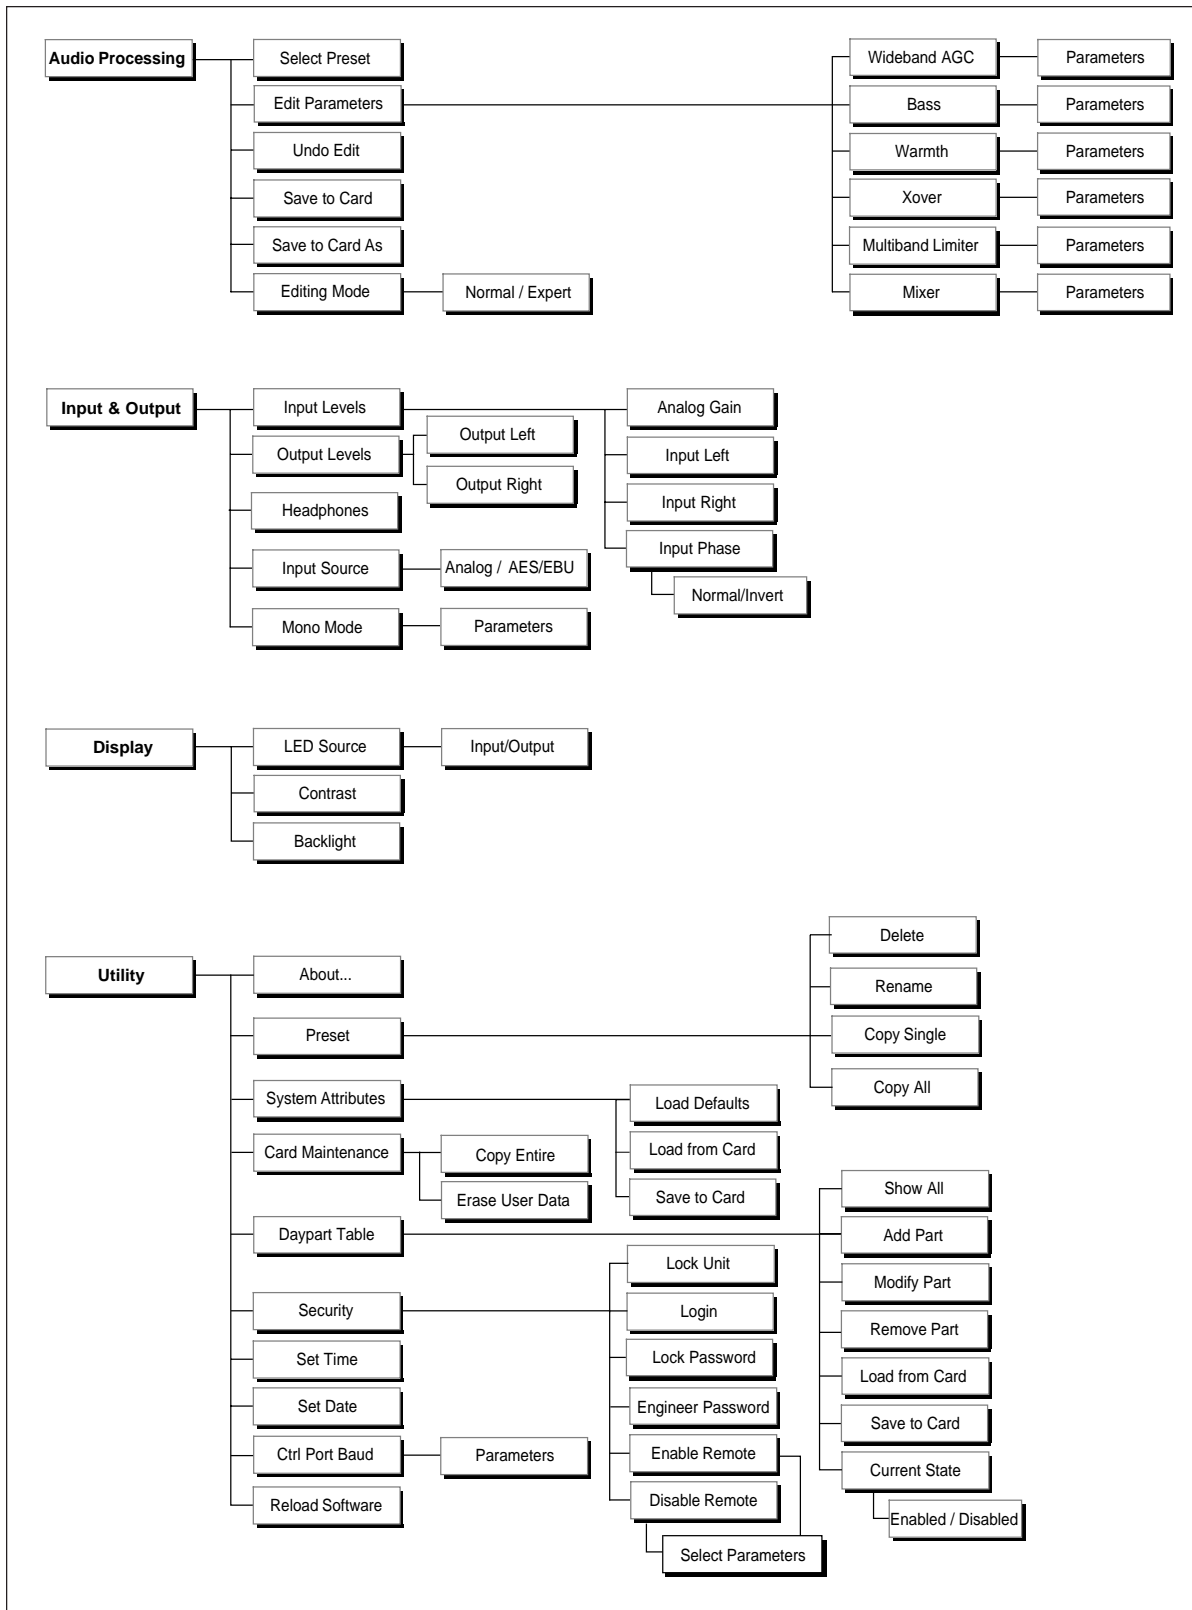 Audio Processing
Select Preset
Wideband AGC
Parameters
Edit Parameters
Bass
Parameters
Undo Edit
Warmth
Parameters
Save to Card
Xover
Parameters
Save to Card As
Multiband Limiter
Parameters
Editing Mode
Normal / Expert
Mixer
Parameters
Input & Output
Input Levels
Analog Gain
Output Levels
Output Left
Input Left
Output Right
Headphones
Input Right
Input Source
Analog / AES/EBU
Input Phase
Normal/Invert
Mono Mode
Parameters
Display
LED Source
Input/Output
Contrast
Backlight
Utility
About...
Delete
Rename
Preset
Copy Single
Copy All
System Attributes
Load Defaults
Card Maintenance
Copy Entire
Load from Card
Erase User Data
Save to Card
Daypart Table
Show All
Add Part
Modify Part
Remove Part
Load from Card
Save to Card
Current State
Enabled / Disabled
Security
Lock Unit
Login
Lock Password
Engineer Password
Enable Remote
Disable Remote
Select Parameters
Set Time
Set Date
Ctrl Port Baud
Parameters
Reload Software